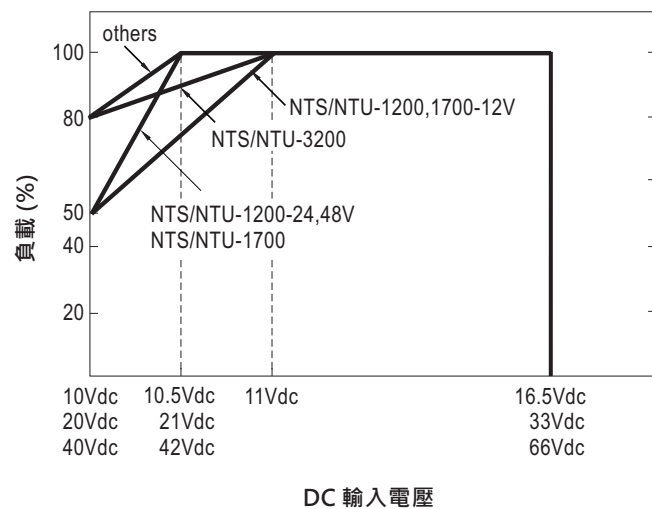 others
100
80
50
40
20
負載 (%)
NTS/NTU-1200,1700-12V
NTS/NTU-3200
NTS/NTU-1200-24,48V
NTS/NTU-1700
10Vdc 10.5Vdc 11Vdc 16.5Vdc
20Vdc 21Vdc 33Vdc
40Vdc 42Vdc 66Vdc
DC 輸入電壓